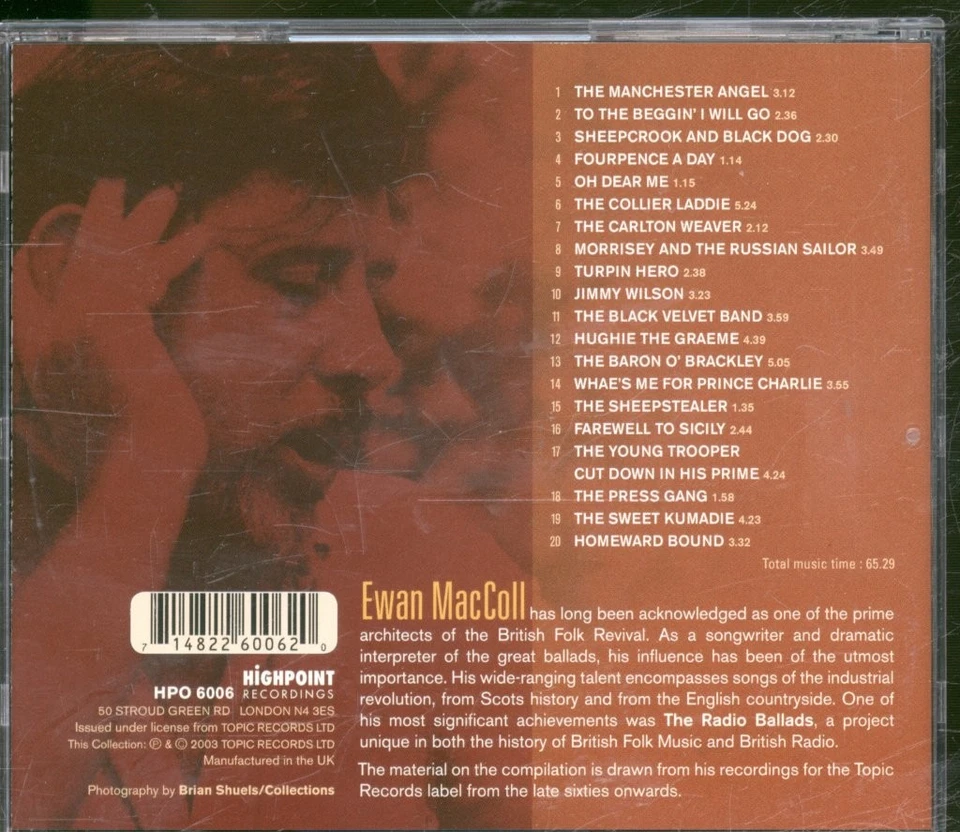 1 THE MANCHESTER ANGEL 3.12
2 TO THE BEGGIN' I WILL GO 2.36
3 SHEEPCROOK AND BLACK DOG 2.30
4 FOURPENCE A DAY 1.14
5 OH DEAR ME 1.15
6 THE COLLIER LADDIE 5.24
7 THE CARLTON WEAVER 2.12
8 MORRISEY AND THE RUSSIAN SAILOR 3.49
9 TURPIN HERO 2.38
10 JIMMY WILSON 3.23
11 THE BLACK VELVET BAND 3.59
12 HUGHIE THE GRAEME 4.39
13 THE BARON O' BRACKLEY 5.05
14 WHAE'S ME FOR PRINCE CHARLIE 3.55
15 THE SHEEPSTEALER 1.35
16 FAREWELL TO SICILY 2.44
17 THE YOUNG TROOPER
CUT DOWN IN HIS PRIME 4.24
18 THE PRESS GANG 1.58
19 THE SWEET KUMADIE 4.23
20 HOMEWARD BOUND 3.32
Total music time : 65.29
Ewan MacColl has long been acknowledged as one of the prime
architects of the British Folk Revival. As a songwriter and dramatic
interpreter of the great ballads, his influence has been of the utmost
importance. His wide-ranging talent encompasses songs of the industrial
revolution, from Scots history and from the English countryside. One of
his most significant achievements was The Radio Ballads, a project
unique in both the history of British Folk Music and British Radio.
The material on the compilation is drawn from his recordings for the Topic
Records label from the late sixties onwards.
7 14822 60062 0
HPO 6006 HIGHPOINT RECORDINGS
50 STROUD GREEN RD LONDON N4 3ES
Issued under license from TOPIC RECORDS LTD
This Collection: ℗ & © 2003 TOPIC RECORDS LTD
Manufactured in the UK
Photography by Brian Shuels/Collections